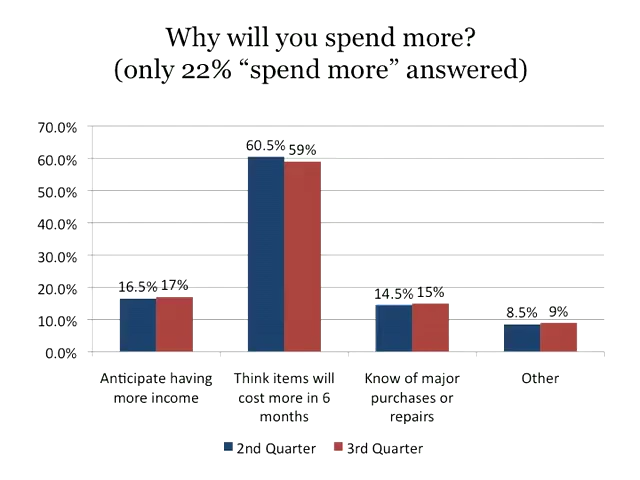 Why will you spend more?
(only 22% “spend more” answered)
70.0%
60.0%
50.0%
40.0%
30.0%
20.0%
10.0%
0.0%
60.5% 59%
16.5% 17%
14.5% 15%
8.5% 9%
Anticipate having
more income
Think items will
cost more in 6
months
Know of major
purchases or
repairs
Other
2nd Quarter 3rd Quarter